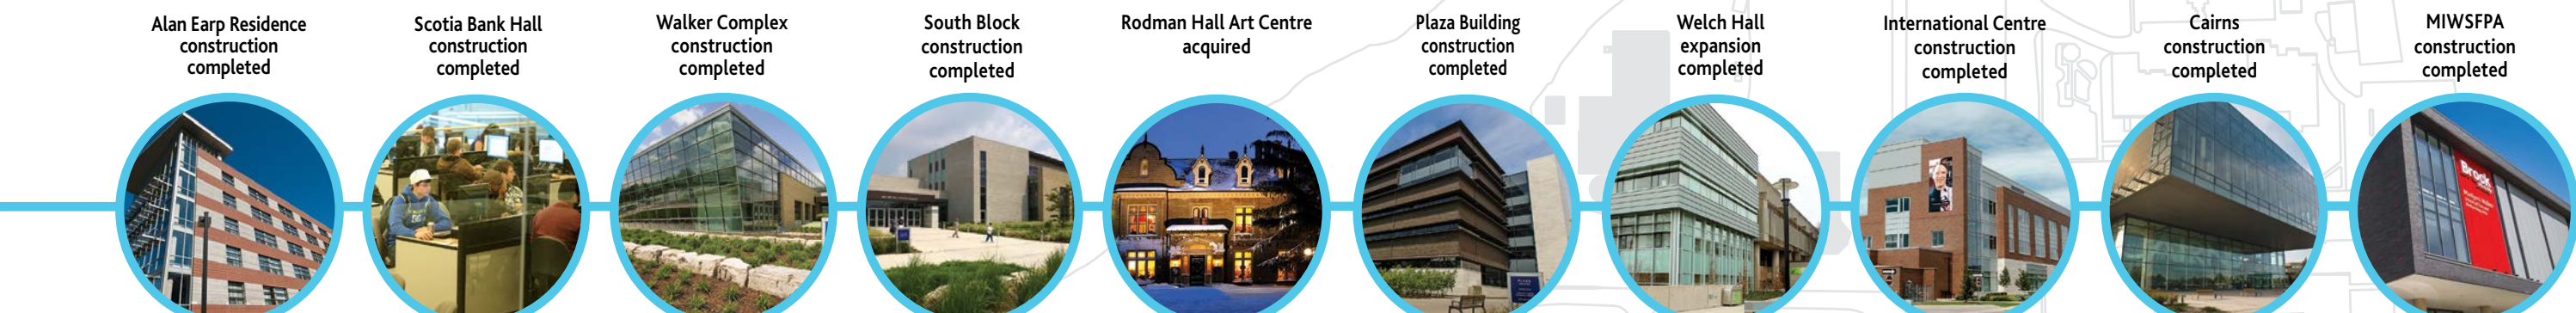 Alan Earp Residence
construction
completed
Scotia Bank Hall
construction
completed
Walker Complex
construction
completed
South Block
construction
completed
Rodman Hall Art Centre
acquired
Plaza Building
construction
completed
Welch Hall
expansion
completed
International Centre
construction
completed
Cairns
construction
completed
MIWSFPA
construction
completed
Brock